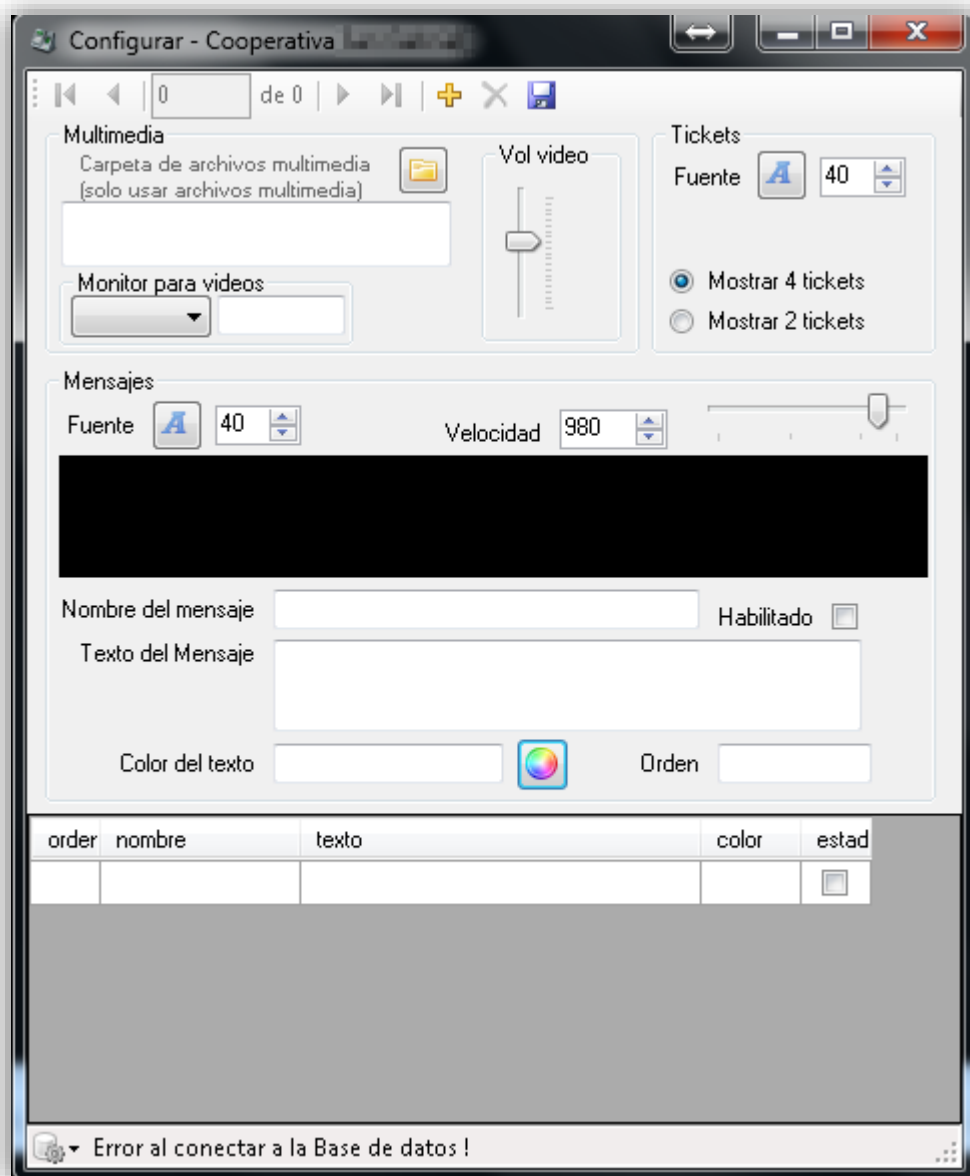 Configurar - Cooperativa
0 de 0
Multimedia
Carpeta de archivos multimedia
(solo usar archivos multimedia)
Vol video
Tickets
Fuente A 40
Monitor para videos
Mostrar 4 tickets
Mostrar 2 tickets
Mensajes
Fuente A 40 Velocidad 980
Nombre del mensaje Habilitado
Texto del Mensaje
Color del texto Orden
order nombre texto color estad
Error al conectar a la Base de datos !